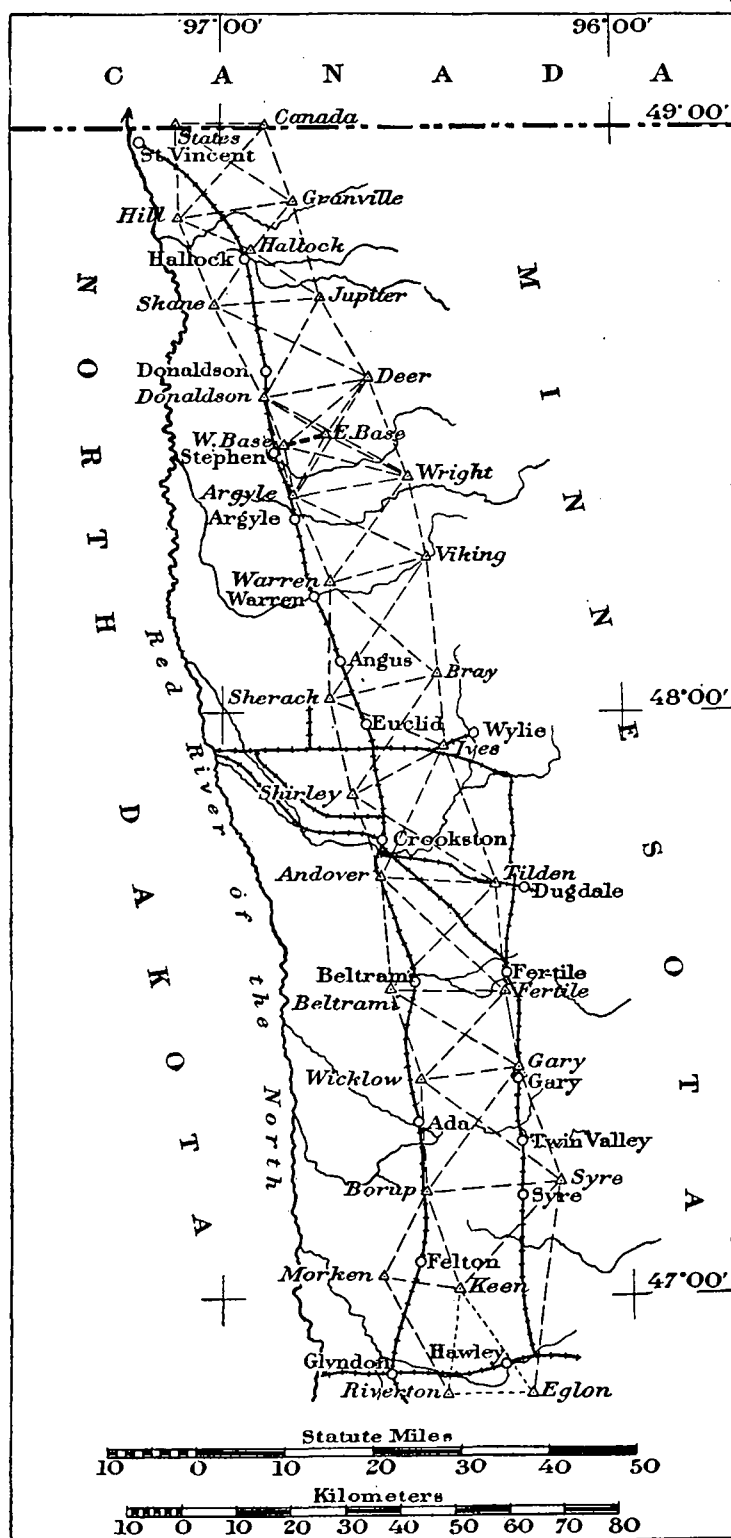 97°00' 96°00'
CANADA
Canada
49°00'
States
St. Vincent
Granville
Hill
Hallock
Hallock
Skane
Jupiter
Donaldson
Deer
Donaldson
W. Base
E. Base
Stephen
Wright
Argyle
Argyle
Viking
Warren
Warren
Angus
Bray
Sherack
48°00'
Euclid
Wylie
Ives
Shirley
Crookston
Andover
Tilden
Dugdale
Beltrami
Fertile
Beltrami
Fertile
Gary
Wicklow
Gary
Ada
Twin Valley
Borup
Syre
Syre
Felton
Morken
Keen
47°00'
Hawley
Glyndon
Riverton
Eglon
NORTH DAKOTA
Red River of the North
MINNESOTA
Statute Miles
10 0 10 20 30 40 50
Kilometers
10 0 10 20 30 40 50 60 70 80